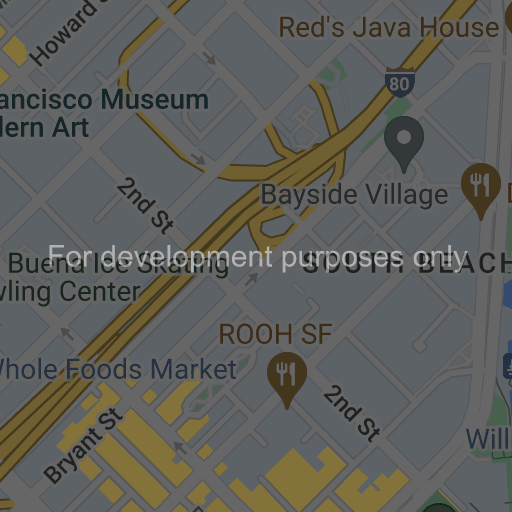 Howard S
Red's Java House
80
ancisco Museum
dern Art
2nd St
Bayside Village
D
For development purposes only
SOUTH BEACH
Buena Ice Skating
wling Center
ROOH SF
Whole Foods Market
2nd St
Will
Bryant St